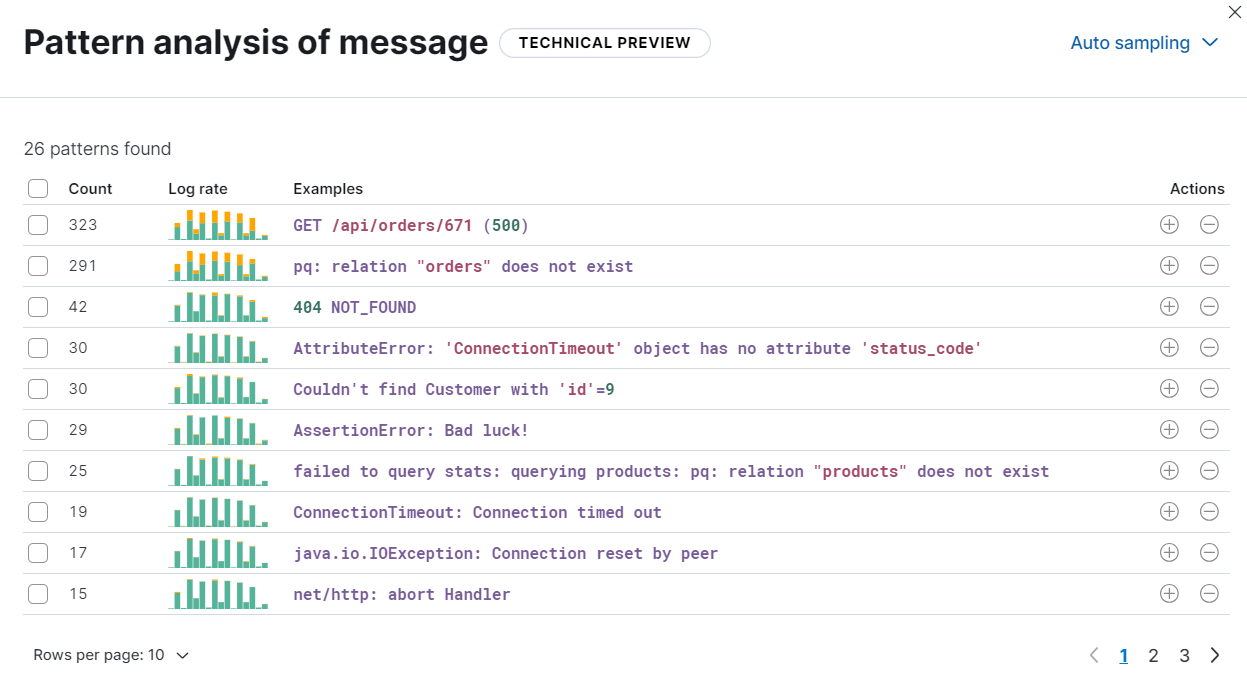 Pattern analysis of message TECHNICAL PREVIEW Auto sampling
26 patterns found
Count Log rate Examples Actions
323 GET /api/orders/671 (500)
291 pq: relation "orders" does not exist
42 404 NOT_FOUND
30 AttributeError: 'ConnectionTimeout' object has no attribute 'status_code'
30 Couldn't find Customer with 'id'=9
29 AssertionError: Bad luck!
25 failed to query stats: querying products: pq: relation "products" does not exist
19 ConnectionTimeout: Connection timed out
17 java.io.IOException: Connection reset by peer
15 net/http: abort Handler
Rows per page: 10 1 2 3